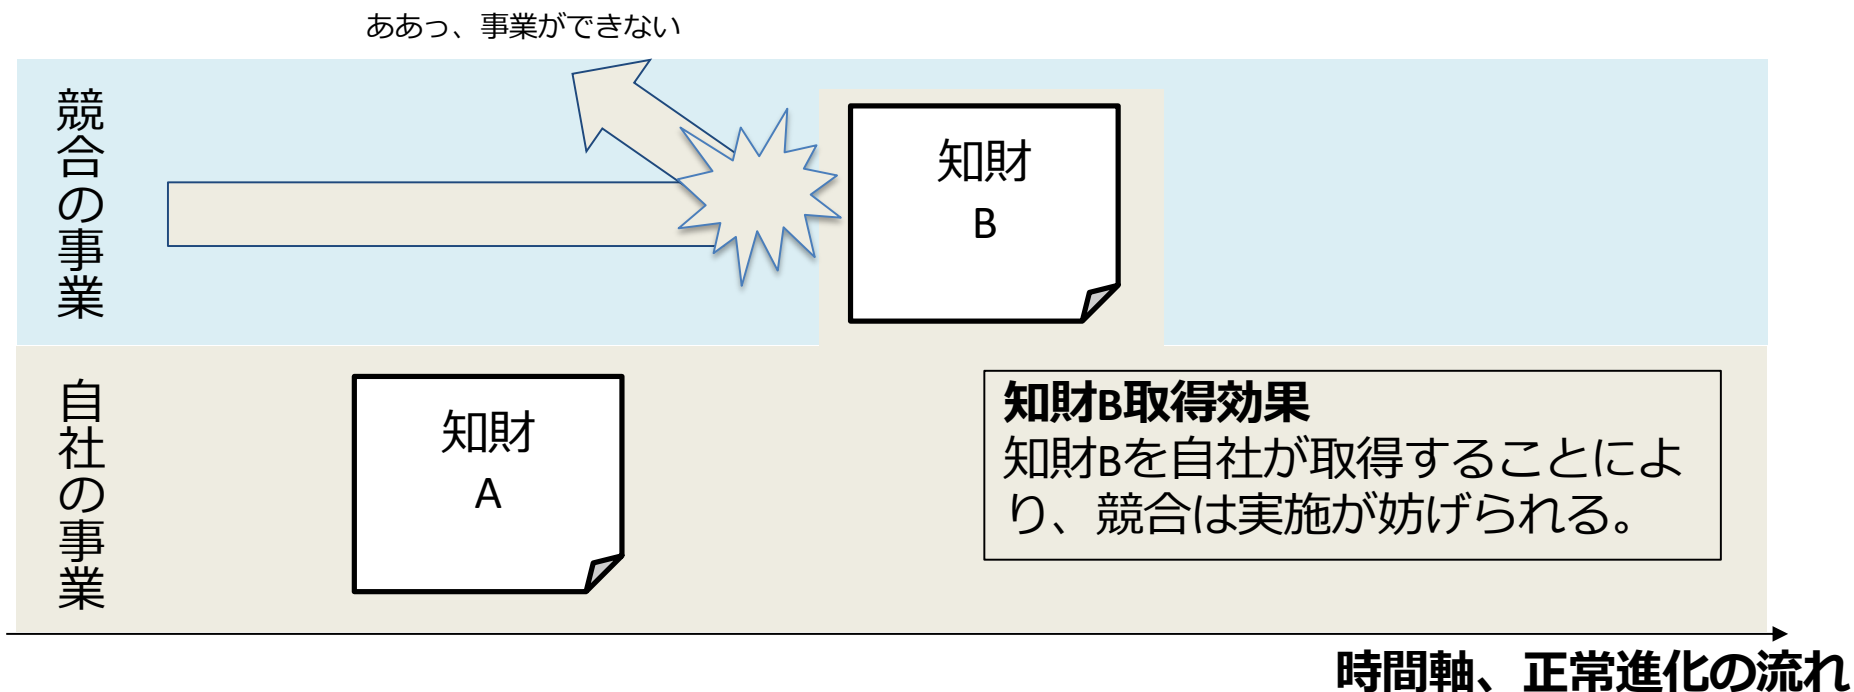 ああっ、事業ができない
競合の事業
知財
B
自社の事業
知財
A
知財B取得効果
知財Bを自社が取得することによ
り、競合は実施が妨げられる。
時間軸、正常進化の流れ